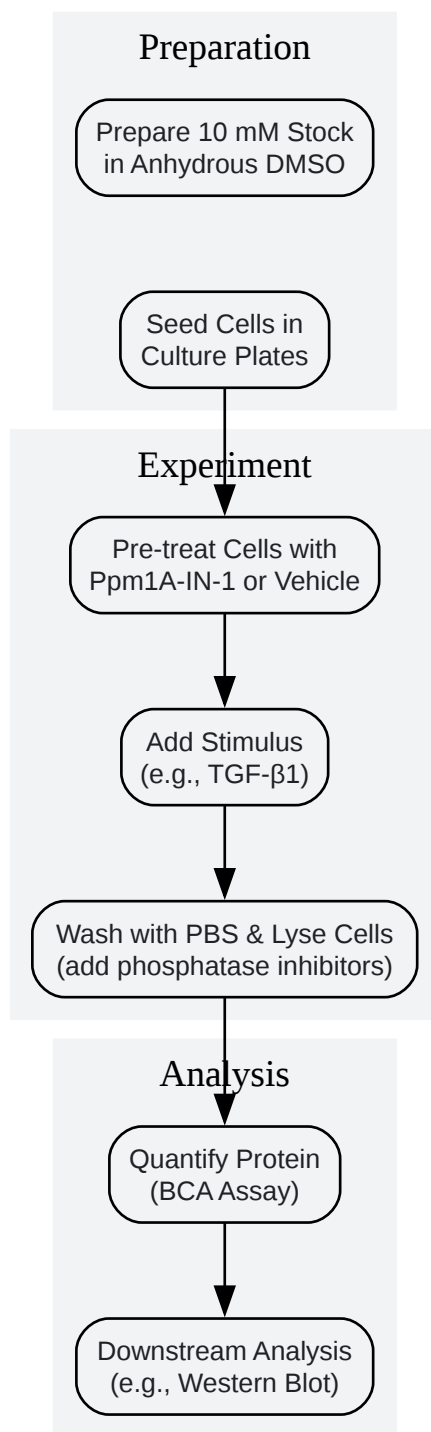 Preparation
Prepare 10 mM Stock
in Anhydrous DMSO
Seed Cells in
Culture Plates
Experiment
Pre-treat Cells with
Ppm1A-IN-1 or Vehicle
Add Stimulus
(e.g., TGF-β1)
Wash with PBS & Lyse Cells
(add phosphatase inhibitors)
Analysis
Quantify Protein
(BCA Assay)
Downstream Analysis
(e.g., Western Blot)